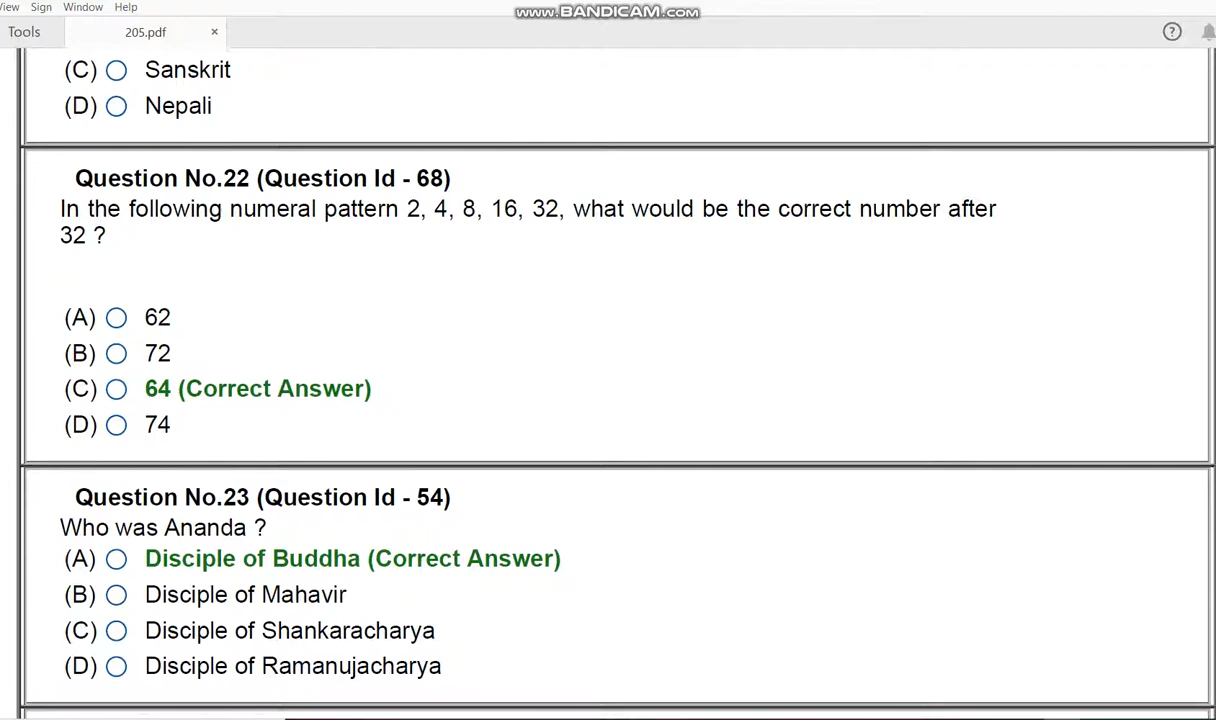 View Sign Window Help
www.BANDICAM.com
Tools 205.pdf × ?
(C) Sanskrit
(D) Nepali
Question No.22 (Question Id - 68)
In the following numeral pattern 2, 4, 8, 16, 32, what would be the correct number after
32 ?
(A) 62
(B) 72
(C) 64 (Correct Answer)
(D) 74
Question No.23 (Question Id - 54)
Who was Ananda ?
(A) Disciple of Buddha (Correct Answer)
(B) Disciple of Mahavir
(C) Disciple of Shankaracharya
(D) Disciple of Ramanujacharya